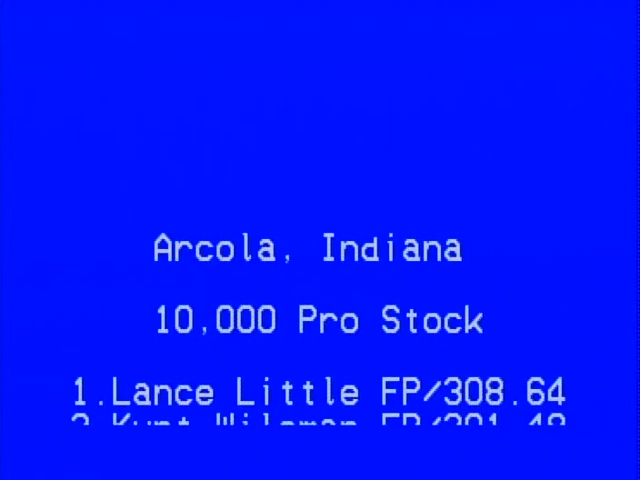 Arcola, Indiana
10,000 Pro Stock
1.Lance Little FP/308.64